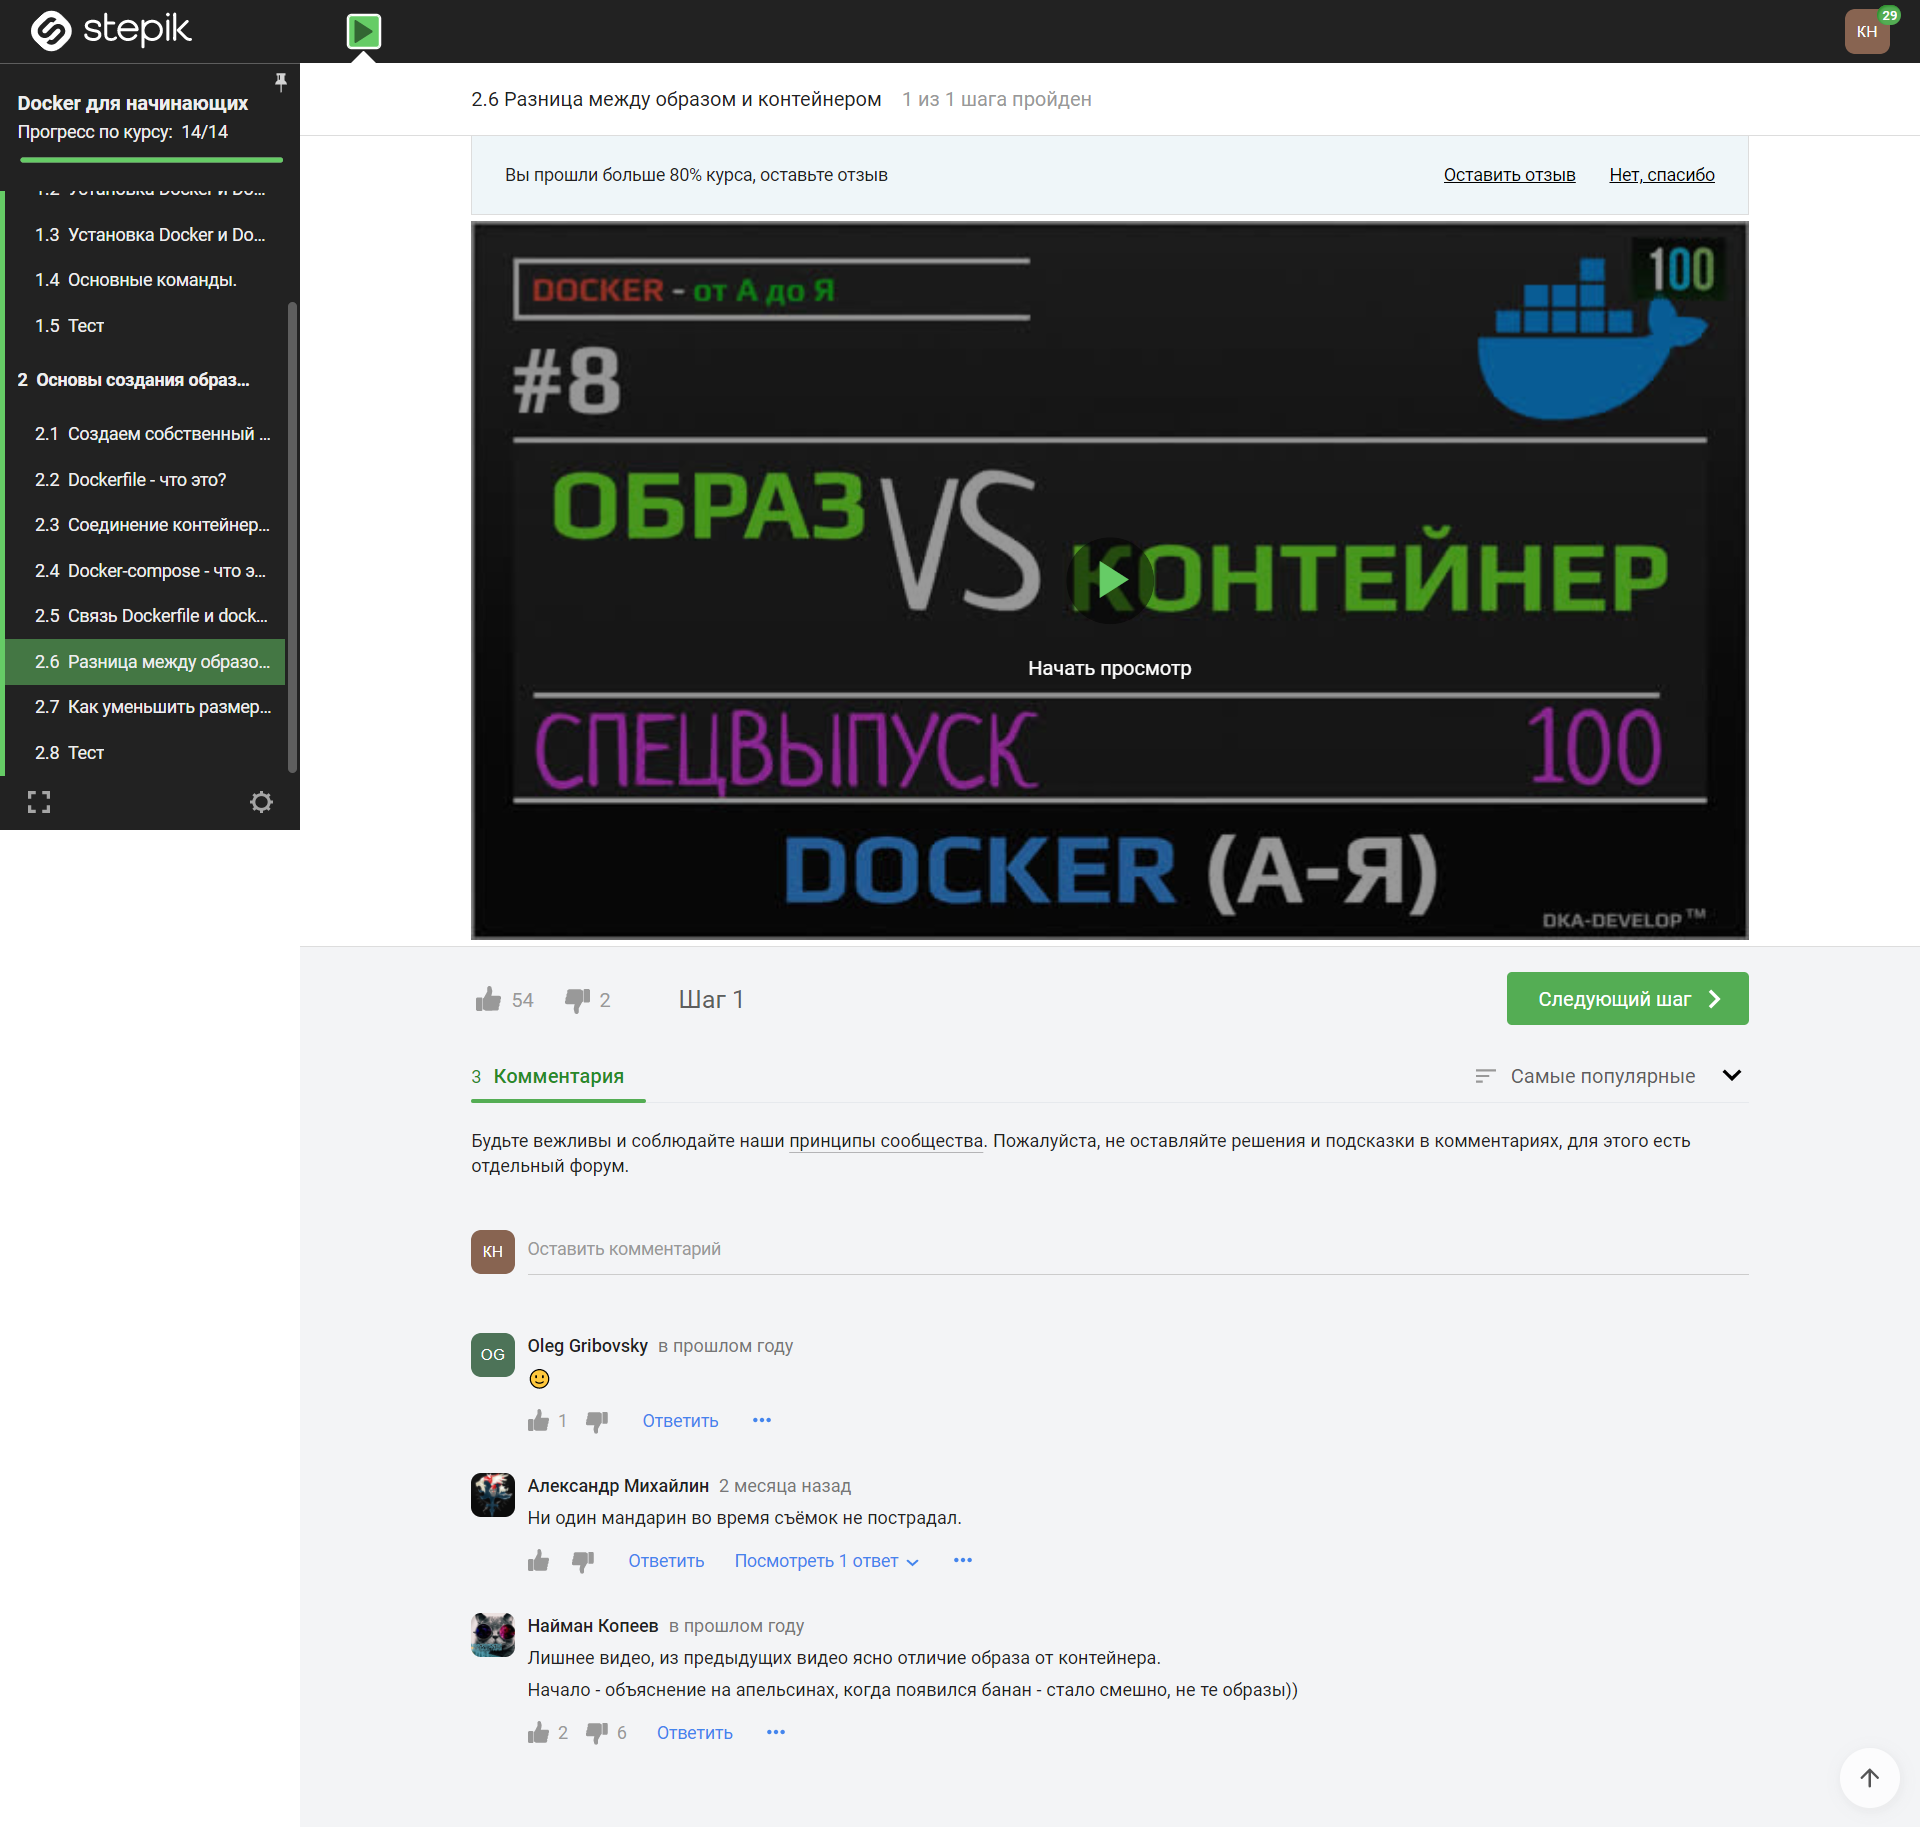 stepik
29
КН
Docker для начинающих
Прогресс по курсу: 14/14
1.2 Установка Docker и Do...
1.3 Установка Docker и Do...
1.4 Основные команды.
1.5 Тест
2 Основы создания образ...
2.1 Создаем собственный ...
2.2 Dockerfile - что это?
2.3 Соединение контейнер...
2.4 Docker-compose - что э...
2.5 Связь Dockerfile и dock...
2.6 Разница между образо...
2.7 Как уменьшить размер...
2.8 Тест
2.6 Разница между образом и контейнером 1 из 1 шага пройден
Вы прошли больше 80% курса, оставьте отзыв Оставить отзыв Нет, спасибо
DOCKER - от А до Я
100
#8
ОБРАЗ VS КОНТЕЙНЕР
Начать просмотр
СПЕЦВЫПУСК 100
DOCKER (А-Я)
DKA-DEVELOP™
54 2 Шаг 1 Следующий шаг
3 Комментария Самые популярные
Будьте вежливы и соблюдайте наши принципы сообщества. Пожалуйста, не оставляйте решения и подсказки в комментариях, для этого есть
отдельный форум.
КН Оставить комментарий
OG
Oleg Gribovsky в прошлом году
1 Ответить •••
Александр Михайлин 2 месяца назад
Ни один мандарин во время съёмок не пострадал.
Ответить Посмотреть 1 ответ •••
Найман Копеев в прошлом году
Лишнее видео, из предыдущих видео ясно отличие образа от контейнера.
Начало - объяснение на апельсинах, когда появился банан - стало смешно, не те образы))
2 6 Ответить •••